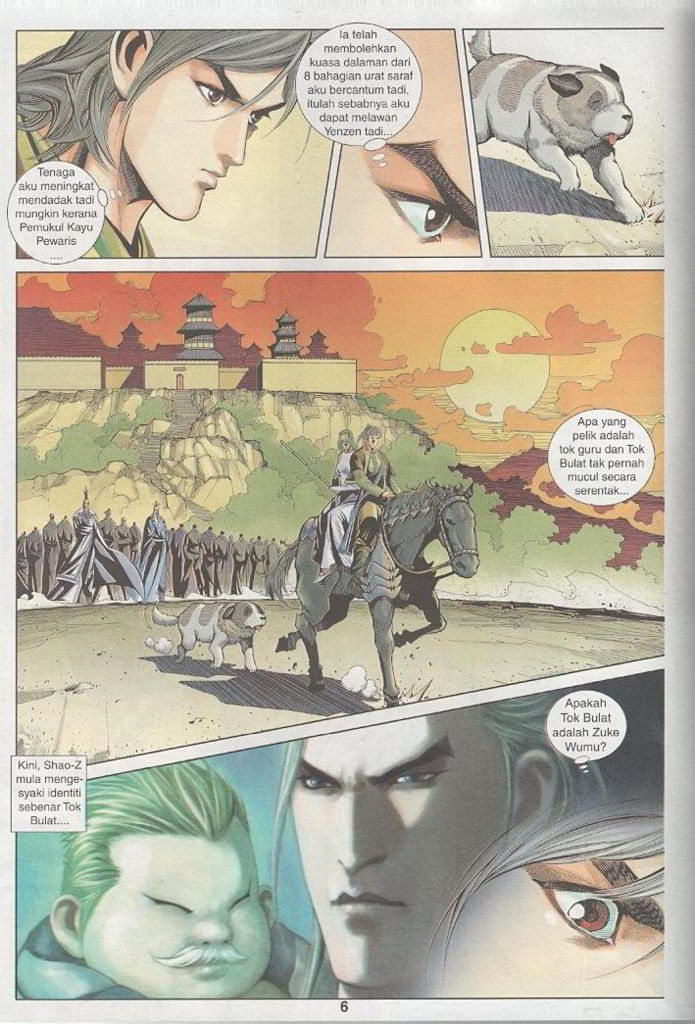 Tenaga
aku meningkat
mendadak tadi
mungkin kerana
Pemukul Kayu
Pewaris
....
Ia telah
membolehkan
kuasa dalaman dari
8 bahagian urat saraf
aku bercantum tadi,
itulah sebabnya aku
dapat melawan
Yenzen tadi...
Apa yang
pelik adalah
tok guru dan Tok
Bulat tak pernah
mucul secara
serentak...
Kini, Shao-Z
mula menge-
syaki identiti
sebenar Tok
Bulat....
Apakah
Tok Bulat
adalah Zuke
Wumu?
6